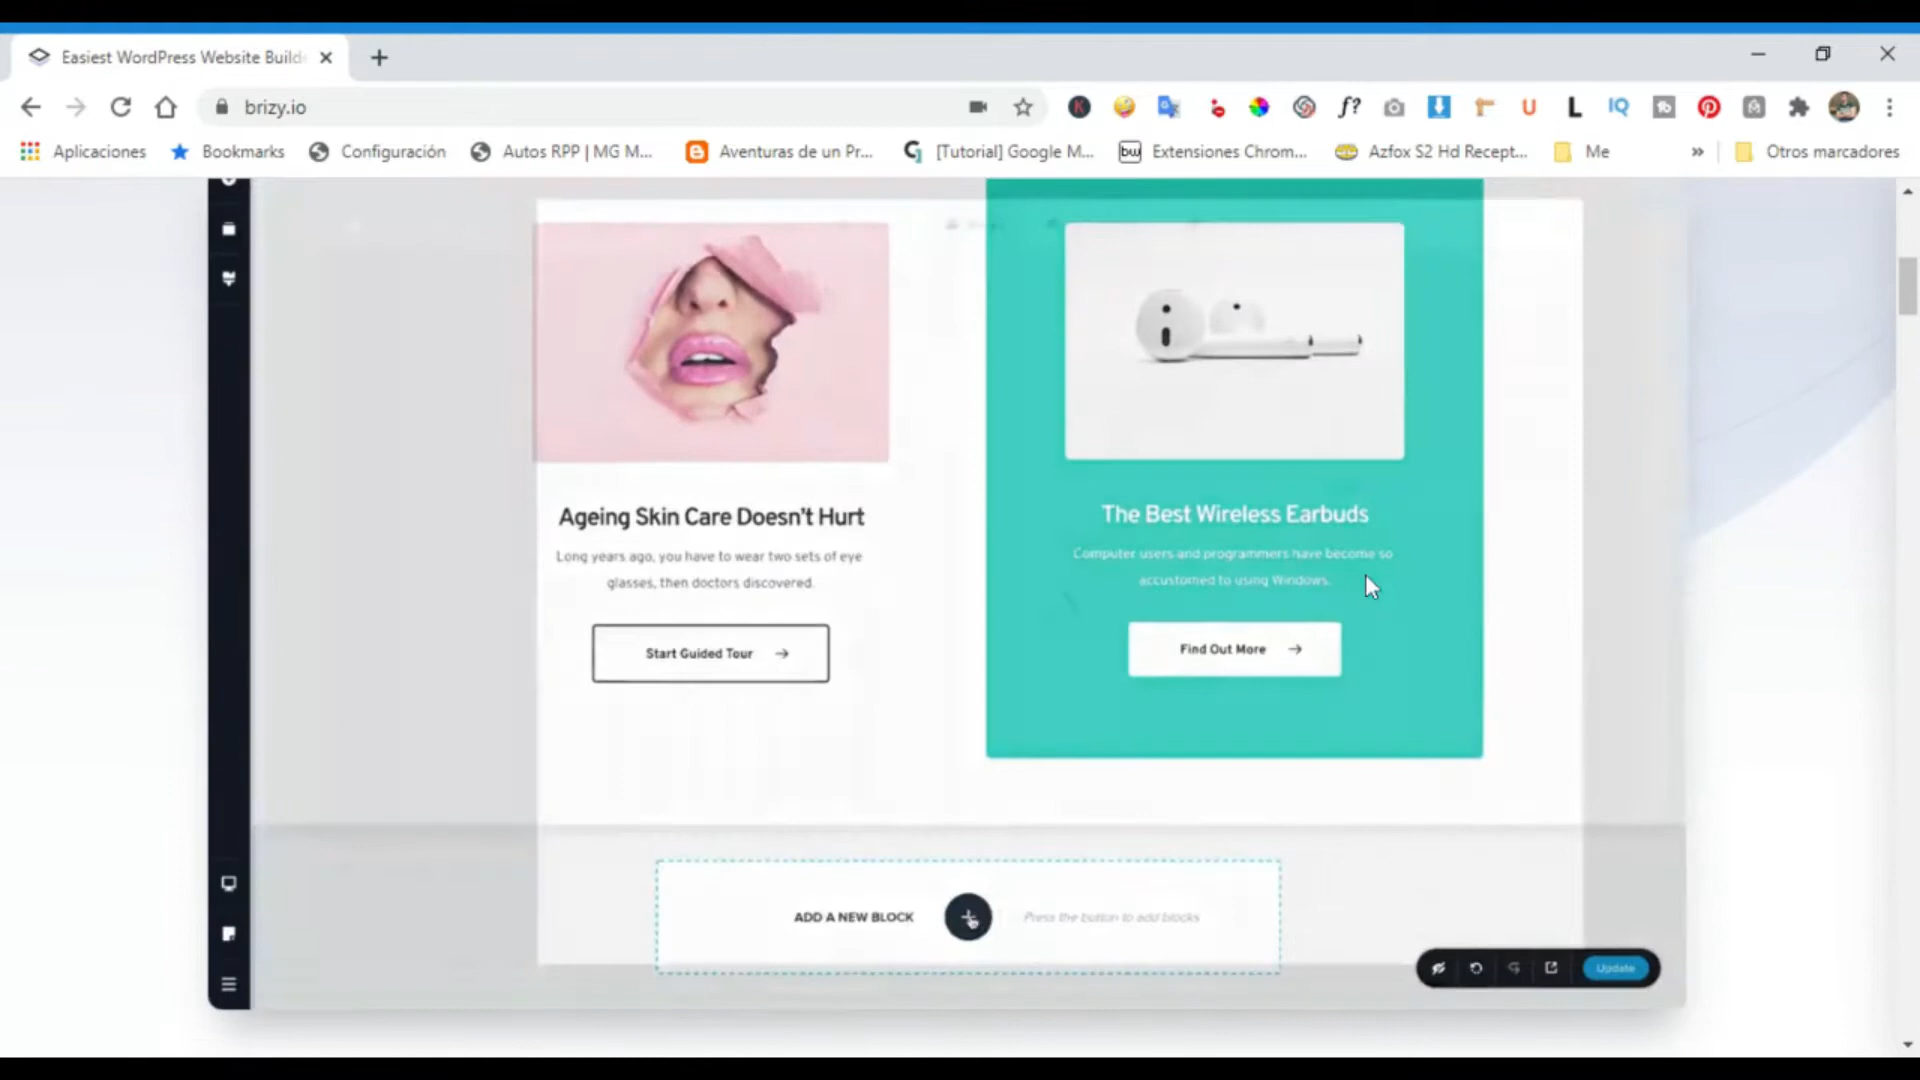 Easiest WordPress Website Build
brizy.io
Aplicaciones
Bookmarks
Configuración
Autos RPP | MG M...
Aventuras de un Pr...
[Tutorial] Google M...
bw
Extensiones Chrom...
Azfox S2 Hd Recept...
Me
»
Otros marcadores
Ageing Skin Care Doesn't Hurt
Long years ago, you have to wear two sets of eye
glasses, then doctors discovered.
Start Guided Tour →
The Best Wireless Earbuds
Computer users and programmers have become so
accustomed to using Windows.
Find Out More →
ADD A NEW BLOCK
Press the button to add blocks
Update